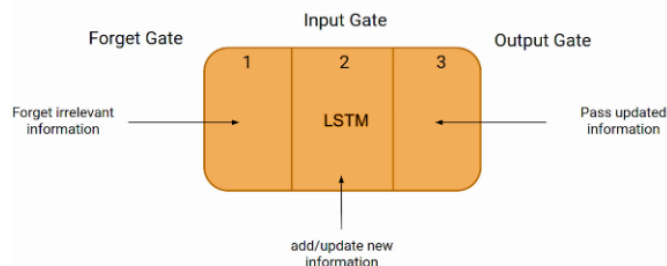 Input Gate
Forget Gate
Output Gate
1
2
3
Forget irrelevant
information
LSTM
Pass updated
information
add/update new
information